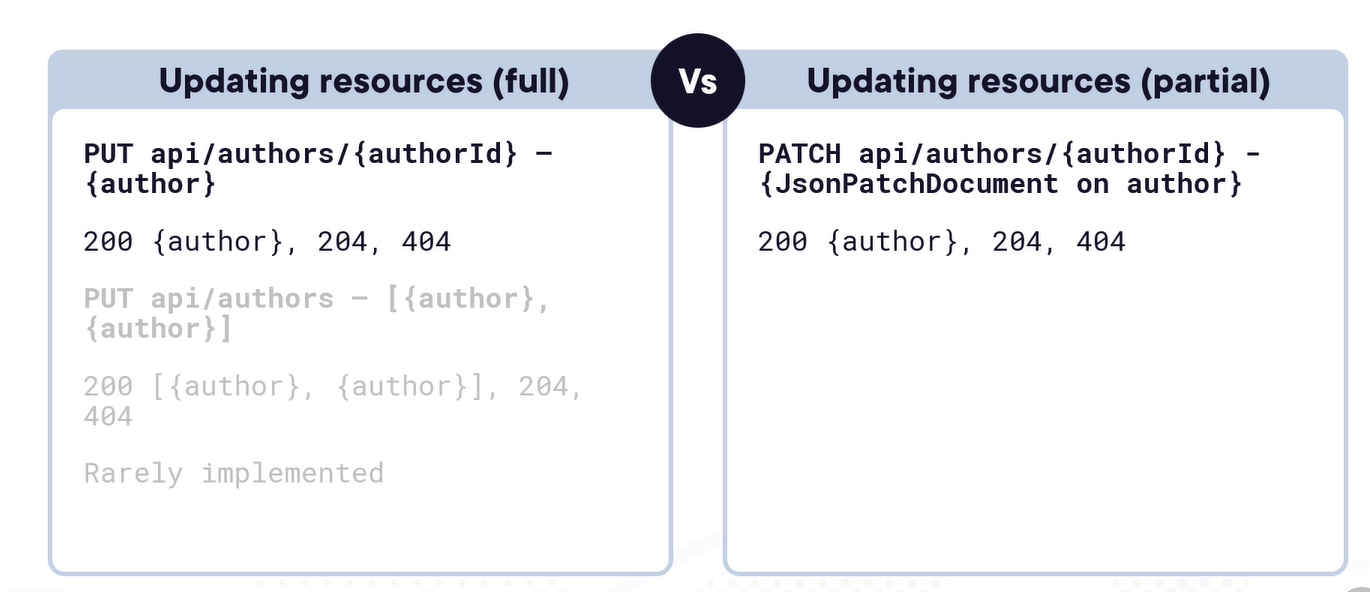 Updating resources (full)
Vs
Updating resources (partial)
PUT api/authors/{authorId} –
{author}
200 {author}, 204, 404
PUT api/authors – [{author},
{author}]
200 [{author}, {author}], 204,
404
Rarely implemented
PATCH api/authors/{authorId} -
{JsonPatchDocument on author}
200 {author}, 204, 404